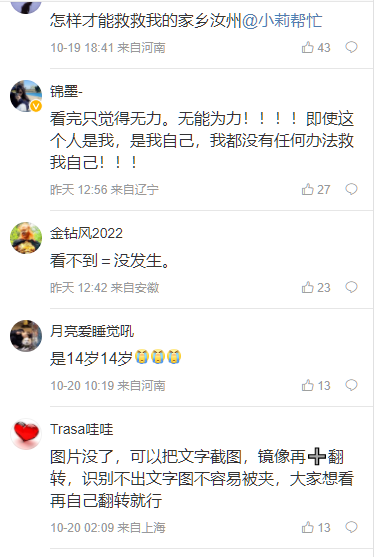 怎样才能救救我的家乡汝州@小莉帮忙
10-19 18:41 来自河南
43
锦墨-
看完只觉得无力。无能为力！！！！即使这
个人是我，是我自己，我都没有任何办法救
我自己！！！
昨天 12:56 来自辽宁
27
金钻风2022
看不到＝没发生。
昨天 12:42 来自安徽
23
月亮爱睡觉吼
是14岁14岁😭😭😭
10-20 10:19 来自河南
13
Trasa哇哇
图片没了，可以把文字截图，镜像再➕翻
转，识别不出文字图不容易被夹，大家想看
再自己翻转就行
10-20 02:09 来自上海
13